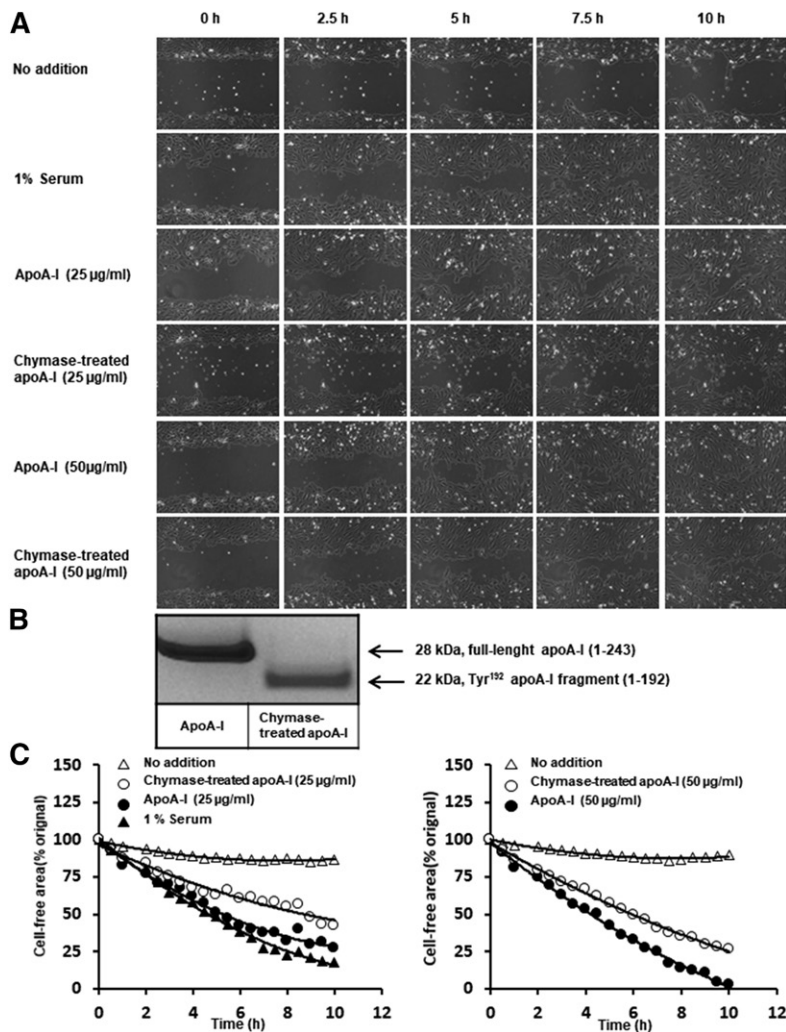 A
0 h 2.5 h 5 h 7.5 h 10 h
No addition
1% Serum
ApoA-I (25 µg/ml)
Chymase-treated
apoA-I (25 µg/ml)
ApoA-I (50µg/ml)
Chymase-treated
apoA-I (50 µg/ml)
B
28 kDa, full-lenght apoA-I (1-243)
22 kDa, Tyr¹⁹² apoA-I fragment (1-192)
ApoA-I
Chymase-
treated apoA-I
C
No addition
Chymase-treated apoA-I (25 µg/ml)
ApoA-I (25 µg/ml)
1 % Serum
Cell-free area(% orignal)
150
125
100
75
50
25
0
0 2 4 6 8 10 12
Time (h)
No addition
Chymase-treated apoA-I (50 µg/ml)
ApoA-I (50 µg/ml)
Cell-free area(% orignal)
150
125
100
75
50
25
0
0 2 4 6 8 10 12
Time (h)